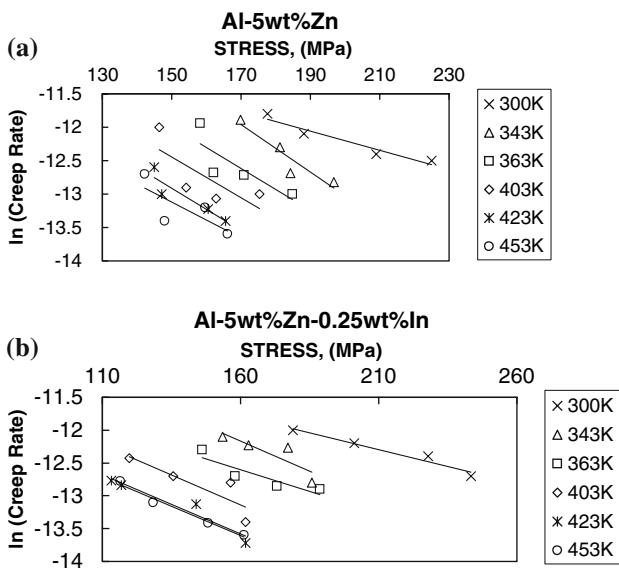 Al-5wt%Zn
(a)
STRESS, (MPa)
130 150 170 190 210 230
-11.5
-12
-12.5
-13
-13.5
-14
ln (Creep Rate)
300K
343K
363K
403K
423K
453K
Al-5wt%Zn-0.25wt%In
(b)
STRESS, (MPa)
110 160 210 260
-11.5
-12
-12.5
-13
-13.5
-14
ln (Creep Rate)
300K
343K
363K
403K
423K
453K